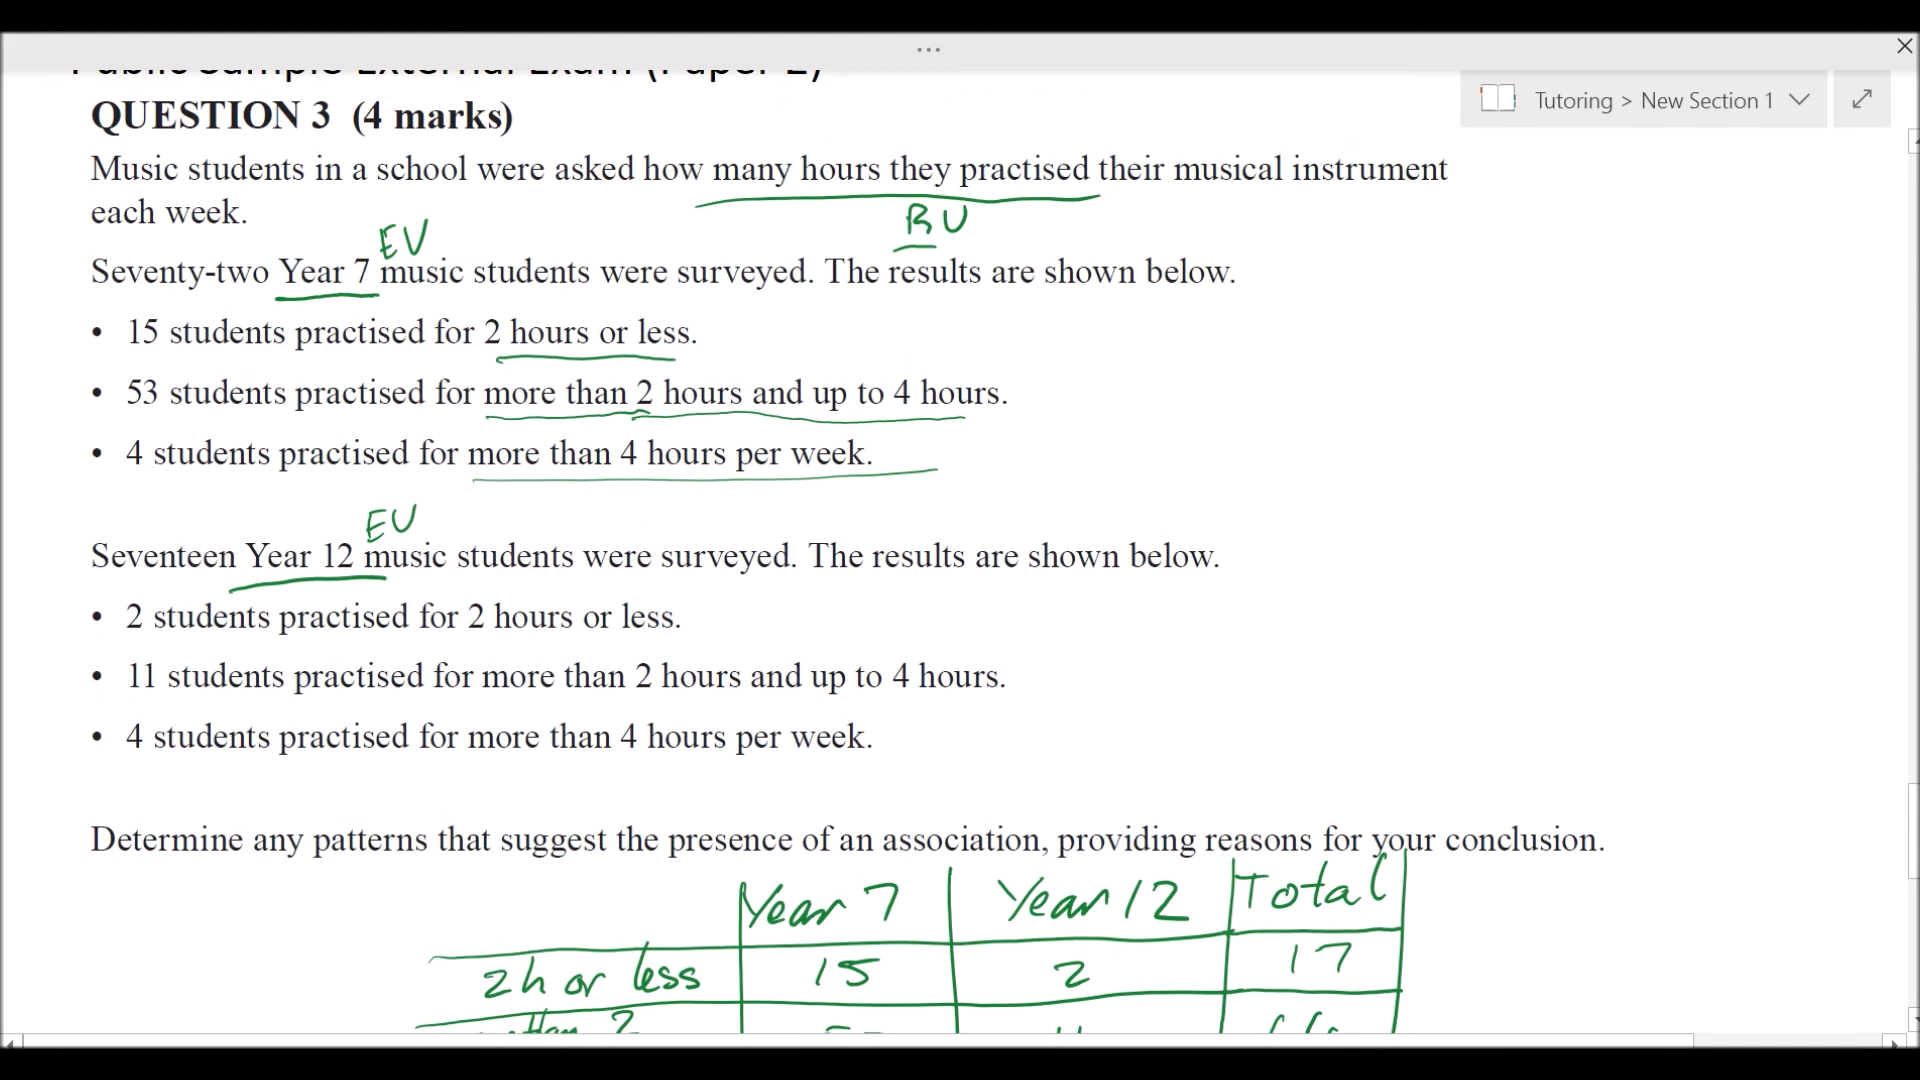 Public Sample External Exam (Paper 2)
QUESTION 3 (4 marks)
Tutoring > New Section 1
Music students in a school were asked how many hours they practised their musical instrument
each week.
RV
EV
Seventy-two Year 7 music students were surveyed. The results are shown below.
• 15 students practised for 2 hours or less.
• 53 students practised for more than 2 hours and up to 4 hours.
• 4 students practised for more than 4 hours per week.
EV
Seventeen Year 12 music students were surveyed. The results are shown below.
• 2 students practised for 2 hours or less.
• 11 students practised for more than 2 hours and up to 4 hours.
• 4 students practised for more than 4 hours per week.
Determine any patterns that suggest the presence of an association, providing reasons for your conclusion.
Year 7 Year 12 Total
2h or less 15 2 17